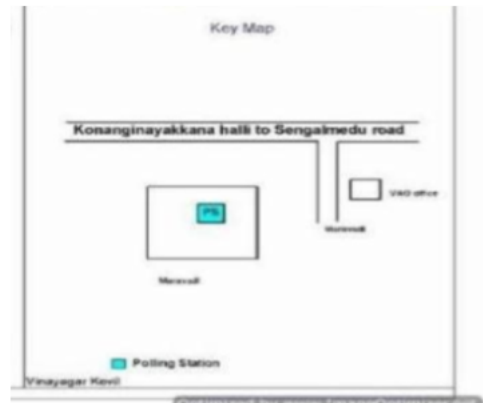 Key Map
Konanginayakkana halli to Sengalmedu road
PS
VAO office
Polling Station
Vinayagar Kovil